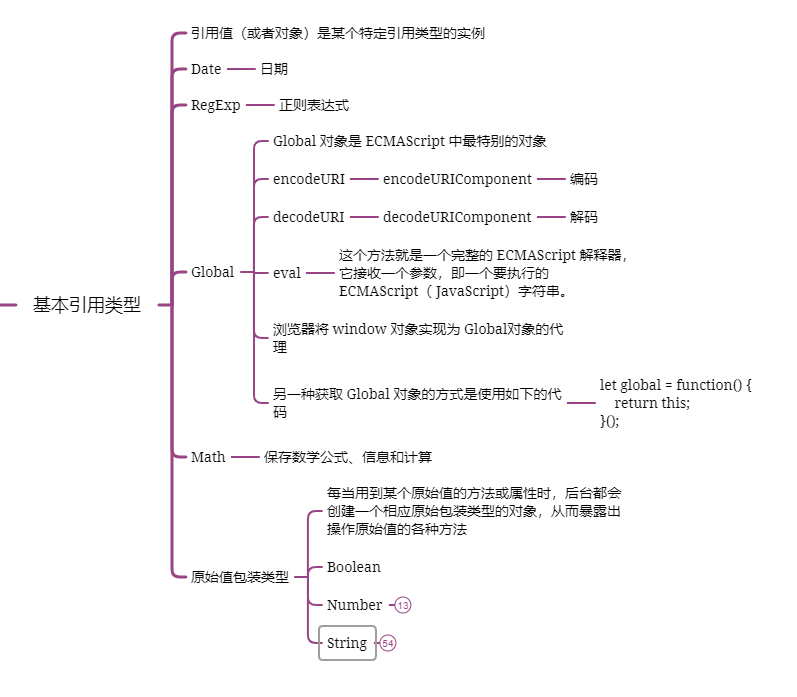 引用值（或者对象）是某个特定引用类型的实例
Date
日期
RegExp
正则表达式
Global 对象是 ECMAScript 中最特别的对象
encodeURI
encodeURIComponent
编码
decodeURI
decodeURIComponent
解码
Global
eval
这个方法就是一个完整的 ECMAScript 解释器，
它接收一个参数，即一个要执行的
ECMAScript（ JavaScript）字符串。
基本引用类型
浏览器将 window 对象实现为 Global对象的代
理
另一种获取 Global 对象的方式是使用如下的代
码
let global = function() {
return this;
}();
Math
保存数学公式、信息和计算
原始值包装类型
每当用到某个原始值的方法或属性时，后台都会
创建一个相应原始包装类型的对象，从而暴露出
操作原始值的各种方法
Boolean
Number
13
String
54